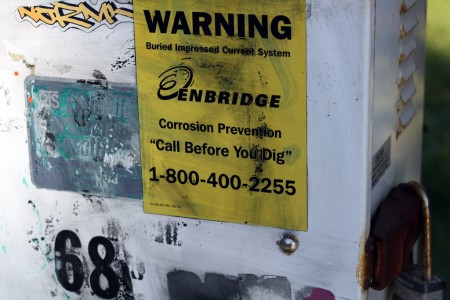 WARNING
Buried Impressed Current System
ENBRIDGE
Corrosion Prevention
"Call Before You Dig"
1-800-400-2255
68